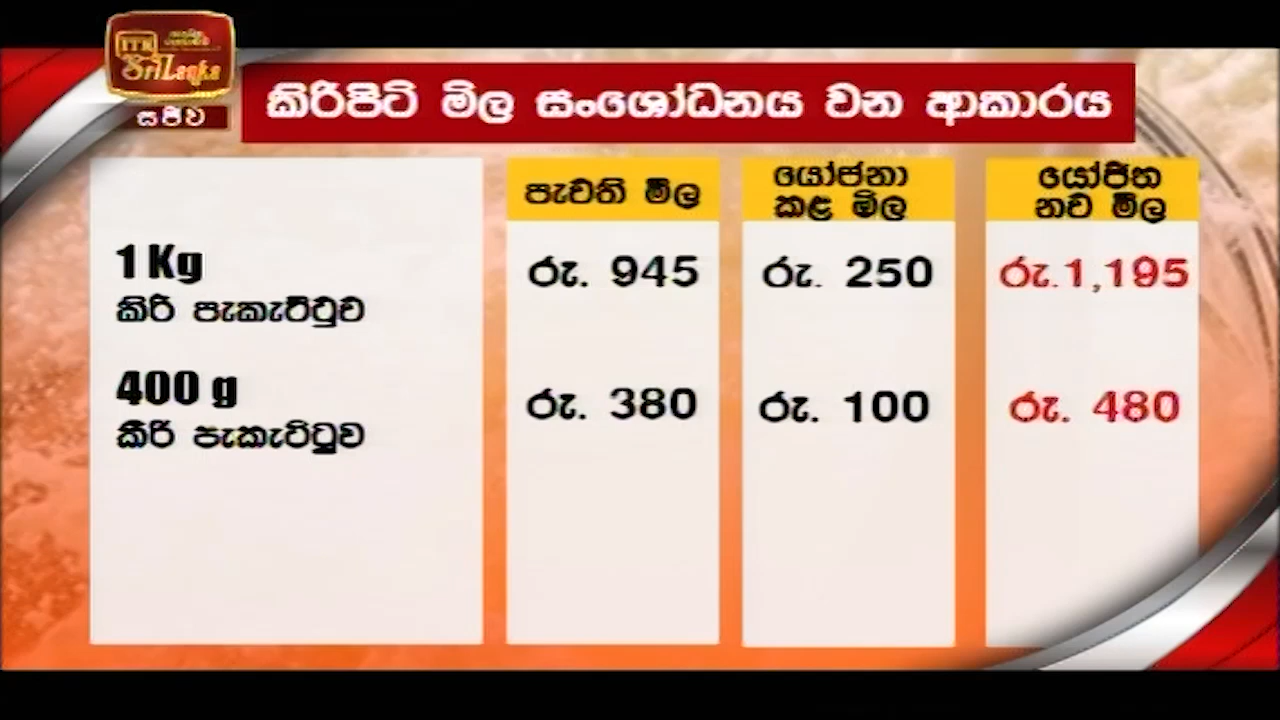 ITN
SriLanka
සජීව
කිරිපිටි මිල සංශෝධනය වන ආකාරය
පැවති මිල
යෝජනා
කළ මිල
යෝජිත
නව මිල
1 Kg
කිරි පැකැට්ටුව
රු. 945
රු. 250
රු.1,195
400 g
කිරි පැකැට්ටුව
රු. 380
රු. 100
රු. 480